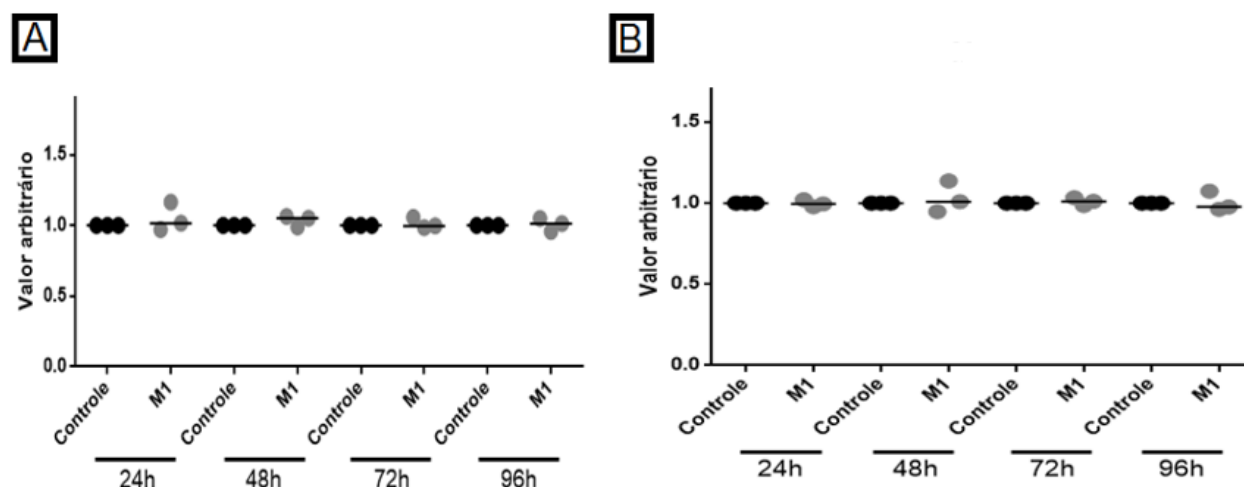 A
Valor arbitrário
1.5
1.0
0.5
0.0
Controle M1 Controle M1 Controle M1 Controle M1
24h 48h 72h 96h
B
Valor arbitrário
1.5
1.0
0.5
0.0
Controle M1 Controle M1 Controle M1 Controle M1
24h 48h 72h 96h